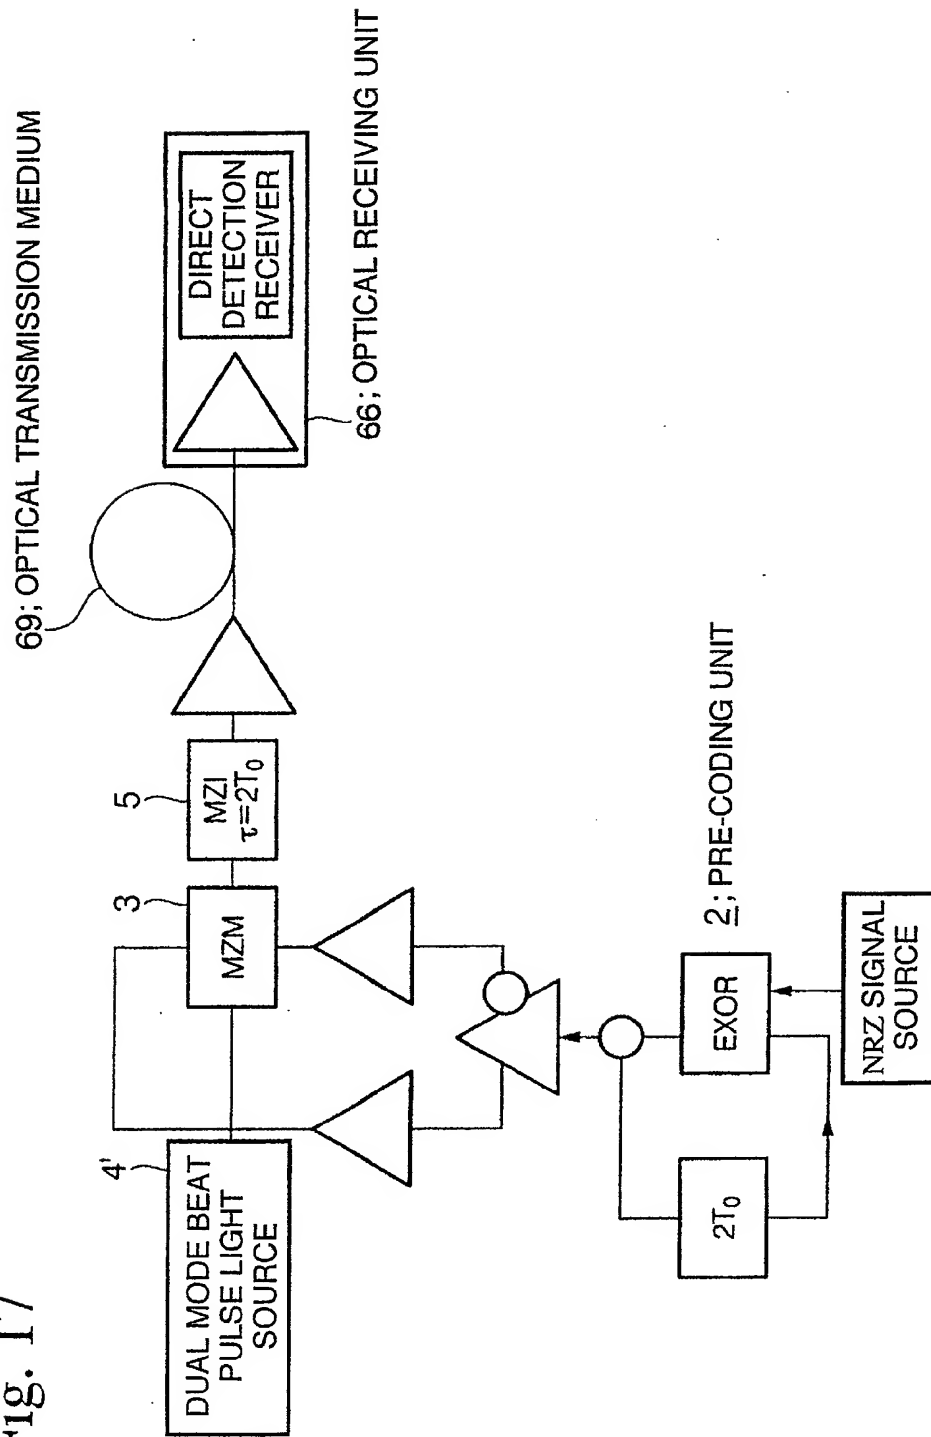 Fig. 17
69; OPTICAL TRANSMISSION MEDIUM
4'
DUAL MODE BEAT
PULSE LIGHT
SOURCE
3
MZM
5
MZI
τ=2T₀
DIRECT
DETECTION
RECEIVER
66; OPTICAL RECEIVING UNIT
2T₀
EXOR
2; PRE-CODING UNIT
NRZ SIGNAL
SOURCE